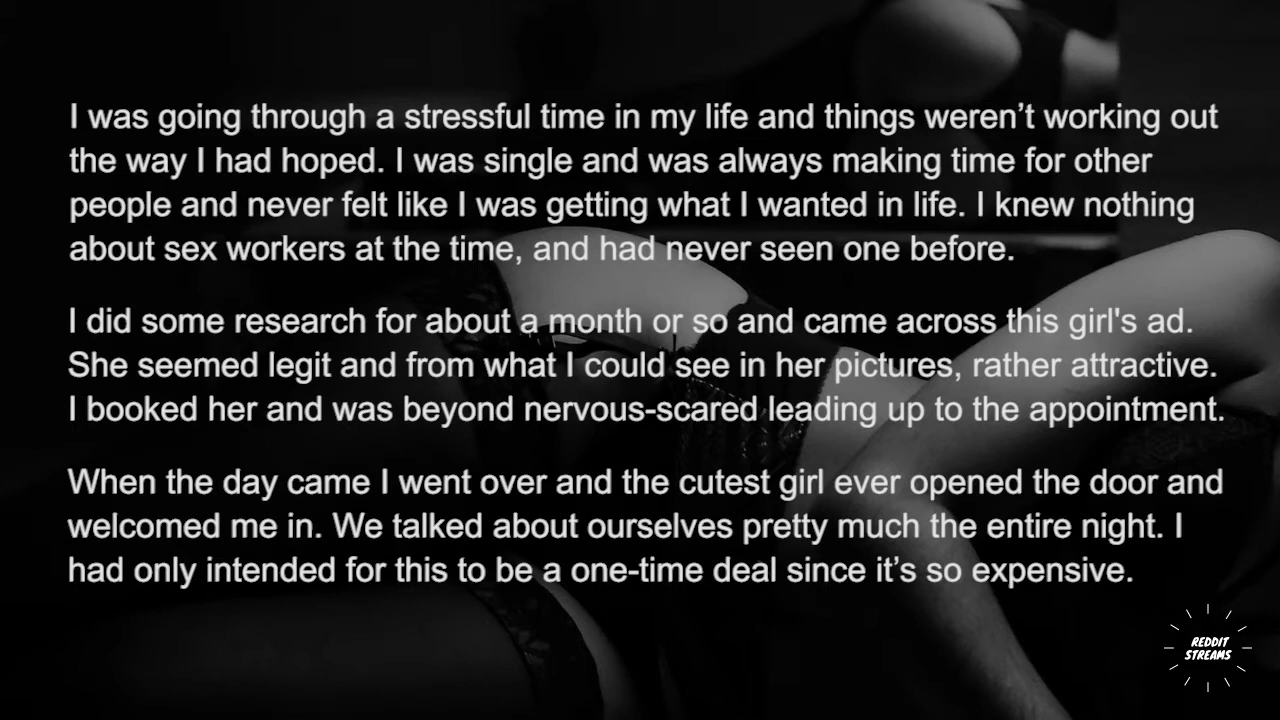 I was going through a stressful time in my life and things weren’t working out
the way I had hoped. I was single and was always making time for other
people and never felt like I was getting what I wanted in life. I knew nothing
about sex workers at the time, and had never seen one before.
I did some research for about a month or so and came across this girl's ad.
She seemed legit and from what I could see in her pictures, rather attractive.
I booked her and was beyond nervous-scared leading up to the appointment.
When the day came I went over and the cutest girl ever opened the door and
welcomed me in. We talked about ourselves pretty much the entire night. I
had only intended for this to be a one-time deal since it’s so expensive.
REDDIT
STREAMS